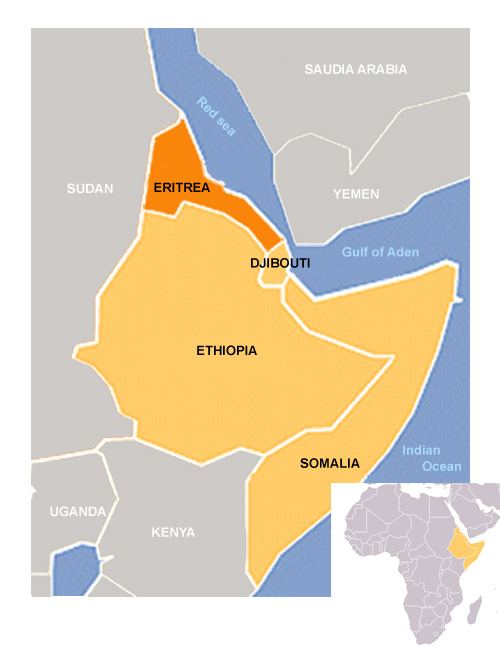 SAUDIA ARABIA
Red sea
SUDAN
ERITREA
YEMEN
Gulf of Aden
DJIBOUTI
ETHIOPIA
Indian
Ocean
SOMALIA
UGANDA
KENYA